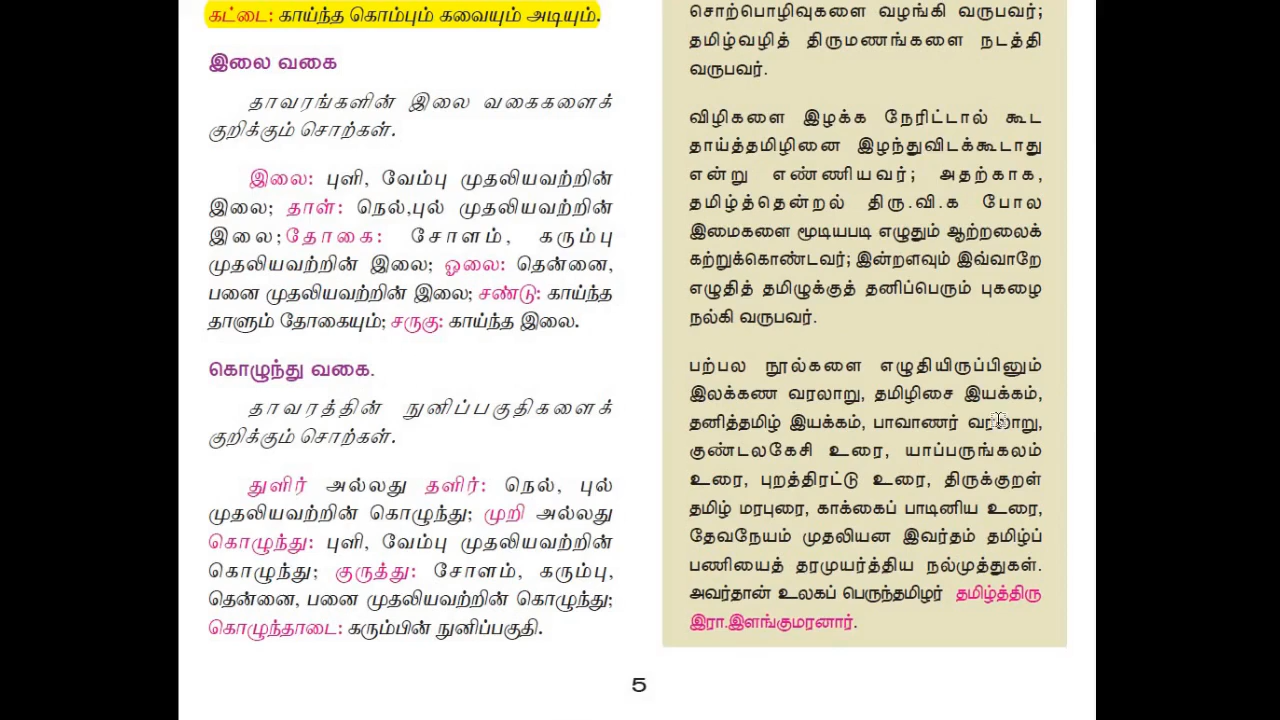 கட்டை: காய்ந்த கொம்பும் கவையும் அடியும்.
இலை வகை
தாவரங்களின் இலை வகைகளைக்
குறிக்கும் சொற்கள்.
இலை: புளி, வேம்பு முதலியவற்றின்
இலை; தாள்: நெல்,புல் முதலியவற்றின்
இலை;தோகை: சோளம், கரும்பு
முதலியவற்றின் இலை; ஓலை: தென்னை,
பனை முதலியவற்றின் இலை; சண்டு: காய்ந்த
தாளும் தோகையும்; சருகு: காய்ந்த இலை.
கொழுந்து வகை.
தாவரத்தின் நுனிப்பகுதிகளைக்
குறிக்கும் சொற்கள்.
துளிர் அல்லது தளிர்: நெல், புல்
முதலியவற்றின் கொழுந்து; முறி அல்லது
கொழுந்து: புளி, வேம்பு முதலியவற்றின்
கொழுந்து; குருத்து: சோளம், கரும்பு,
தென்னை, பனை முதலியவற்றின் கொழுந்து;
கொழுந்தாடை: கரும்பின் நுனிப்பகுதி.
சொற்பொழிவுகளை வழங்கி வருபவர்;
தமிழ்வழித் திருமணங்களை நடத்தி
வருபவர்.
விழிகளை இழக்க நேரிட்டால் கூட
தாய்த்தமிழினை இழந்துவிடக்கூடாது
என்று எண்ணியவர்; அதற்காக,
தமிழ்த்தென்றல் திரு.வி.க போல
இமைகளை மூடியபடி எழுதும் ஆற்றலைக்
கற்றுக்கொண்டவர்; இன்றளவும் இவ்வாறே
எழுதித் தமிழுக்குத் தனிப்பெரும் புகழை
நல்கி வருபவர்.
பற்பல நூல்களை எழுதியிருப்பினும்
இலக்கண வரலாறு, தமிழிசை இயக்கம்,
தனித்தமிழ் இயக்கம், பாவாணர் வரலாறு,
குண்டலகேசி உரை, யாப்பருங்கலம்
உரை, புறத்திரட்டு உரை, திருக்குறள்
தமிழ் மரபுரை, காக்கைப் பாடினிய உரை,
தேவநேயம் முதலியன இவர்தம் தமிழ்ப்
பணியைத் தரமுயர்த்திய நல்முத்துகள்.
அவர்தான் உலகப் பெருந்தமிழர் தமிழ்த்திரு
இரா.இளங்குமரனார்.
5